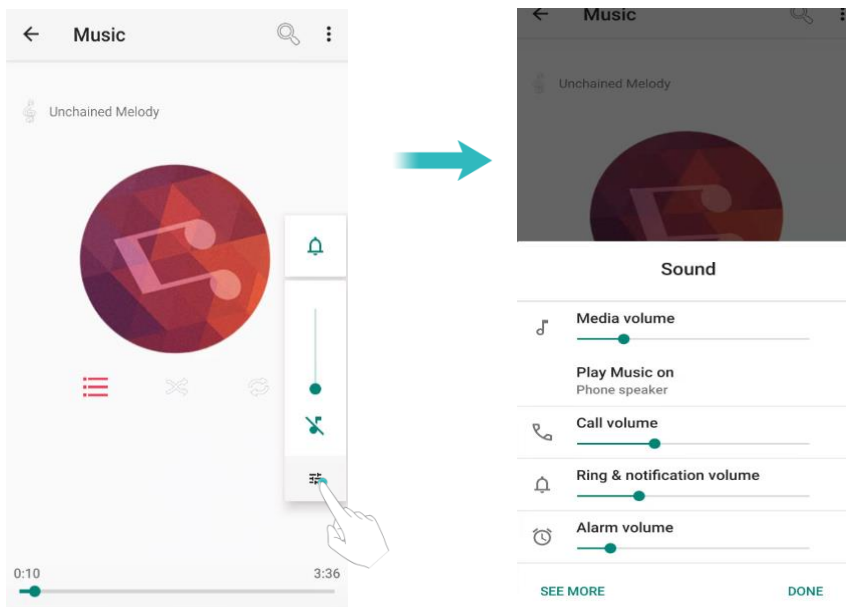 Music
Unchained Melody
0:10
3:36
Music
Unchained Melody
Sound
Media volume
Play Music on
Phone speaker
Call volume
Ring & notification volume
Alarm volume
SEE MORE
DONE